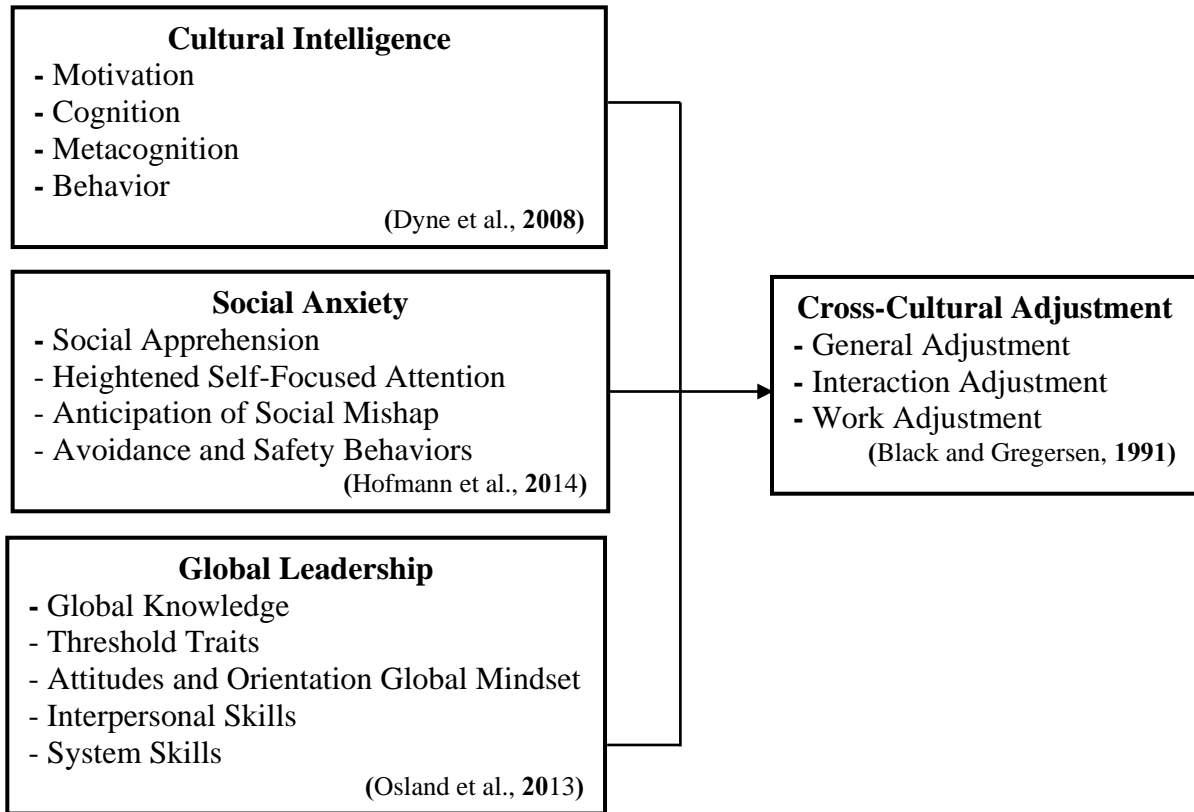 Cultural Intelligence
- Motivation
- Cognition
- Metacognition
- Behavior
(Dyne et al., 2008)
Social Anxiety
- Social Apprehension
- Heightened Self-Focused Attention
- Anticipation of Social Mishap
- Avoidance and Safety Behaviors
(Hofmann et al., 2014)
Global Leadership
- Global Knowledge
- Threshold Traits
- Attitudes and Orientation Global Mindset
- Interpersonal Skills
- System Skills
(Osland et al., 2013)
Cross-Cultural Adjustment
- General Adjustment
- Interaction Adjustment
- Work Adjustment
(Black and Gregersen, 1991)